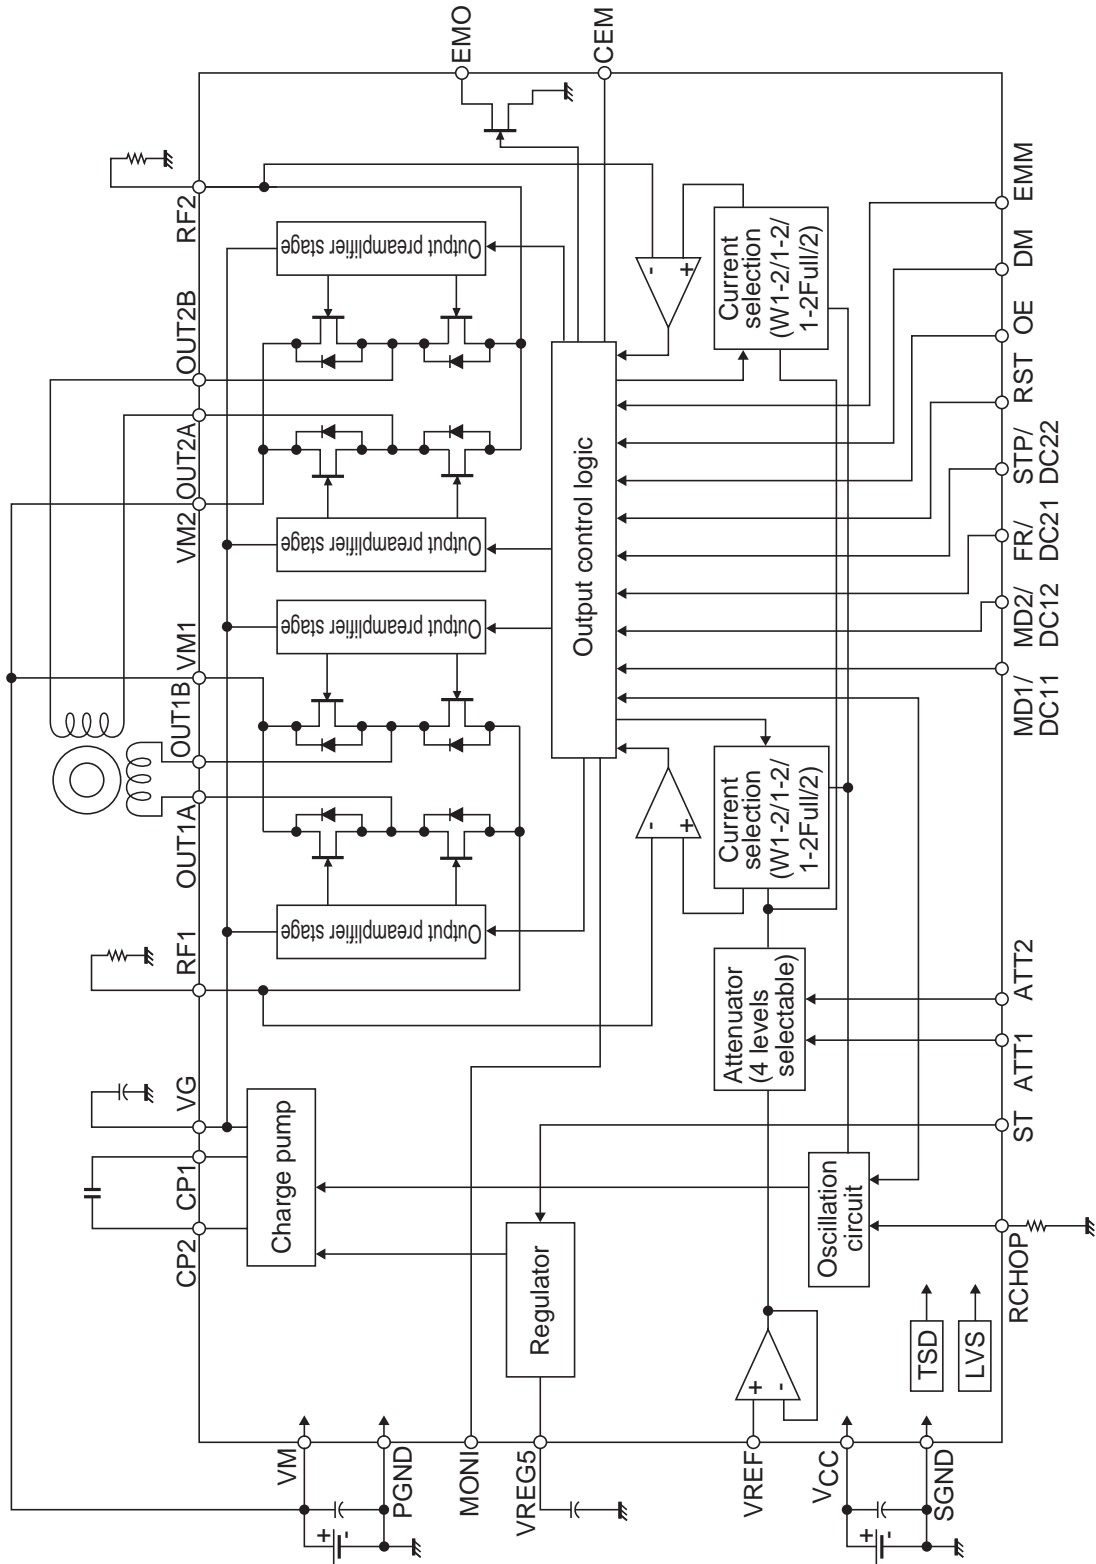 EMO
CEM
RF2
OUT2B
OUT2A
VM2
VM1
OUT1B
OUT1A
RF1
VG
CP1
CP2
Output preamplifier stage
Output preamplifier stage
Output preamplifier stage
Output preamplifier stage
Charge pump
Regulator
Output control logic
-
+
Current
selection
(W1-2/1-2/
1-2Full/2)
-
+
Current
selection
(W1-2/1-2/
1-2Full/2)
Attenuator
(4 levels
selectable)
Oscillation
circuit
TSD
LVS
+
-
EMM
DM
OE
RST
STP/
DC22
FR/
DC21
MD2/
DC12
MD1/
DC11
ATT2
ATT1
ST
RCHOP
VM
PGND
MONI
VREG5
VREF
VCC
SGND
+
-
+
-